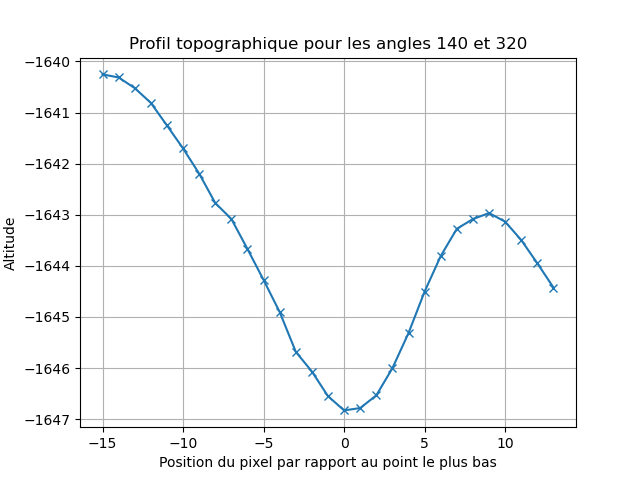 Profil topographique pour les angles 140 et 320
Altitude
−1640
−1641
−1642
−1643
−1644
−1645
−1646
−1647
−15 −10 −5 0 5 10
Position du pixel par rapport au point le plus bas